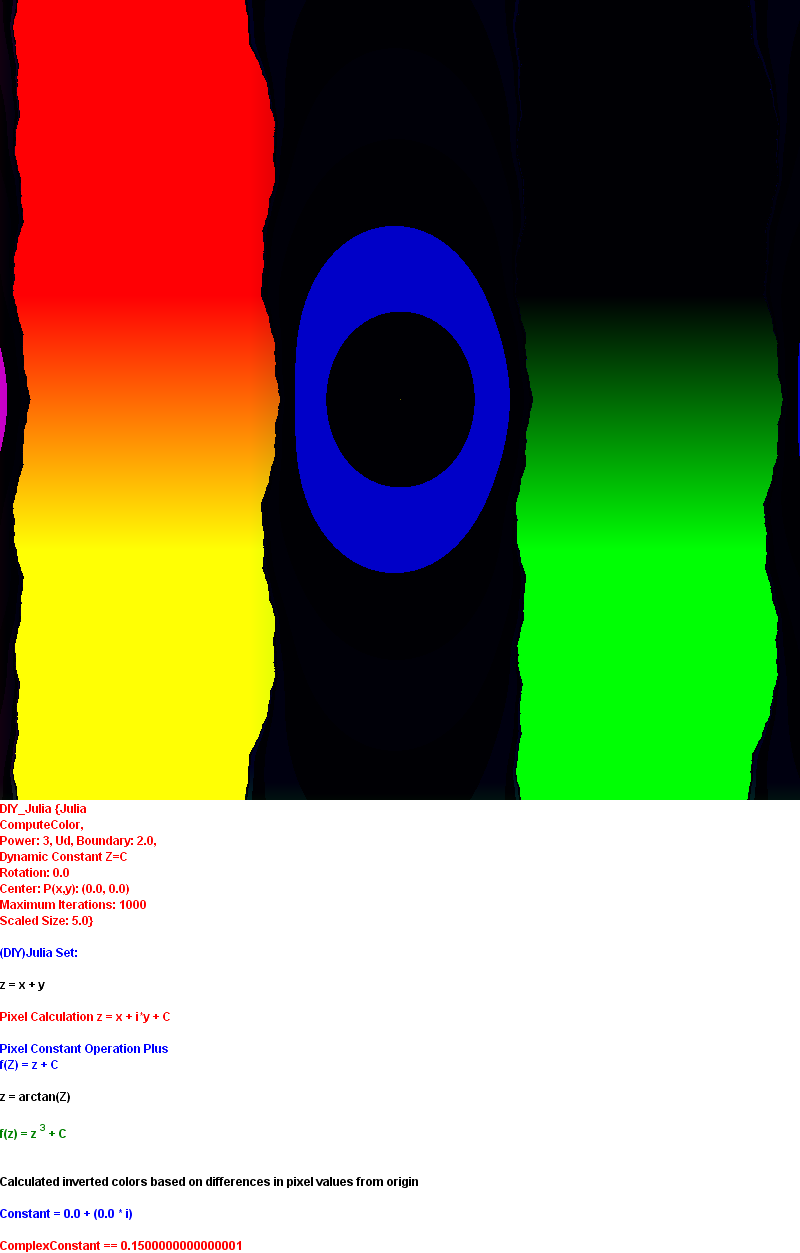 DIY_Julia {Julia
ComputeColor,
Power: 3, Ud, Boundary: 2.0,
Dynamic Constant Z=C
Rotation: 0.0
Center: P(x,y): (0.0, 0.0)
Maximum Iterations: 1000
Scaled Size: 5.0}
(DIY)Julia Set:
z = x + y
Pixel Calculation z = x + i*y + C
Pixel Constant Operation Plus
f(Z) = z + C
z = arctan(Z)
f(z) = z ³ + C
Calculated inverted colors based on differences in pixel values from origin
Constant = 0.0 + (0.0 * i)
ComplexConstant == 0.1500000000000001